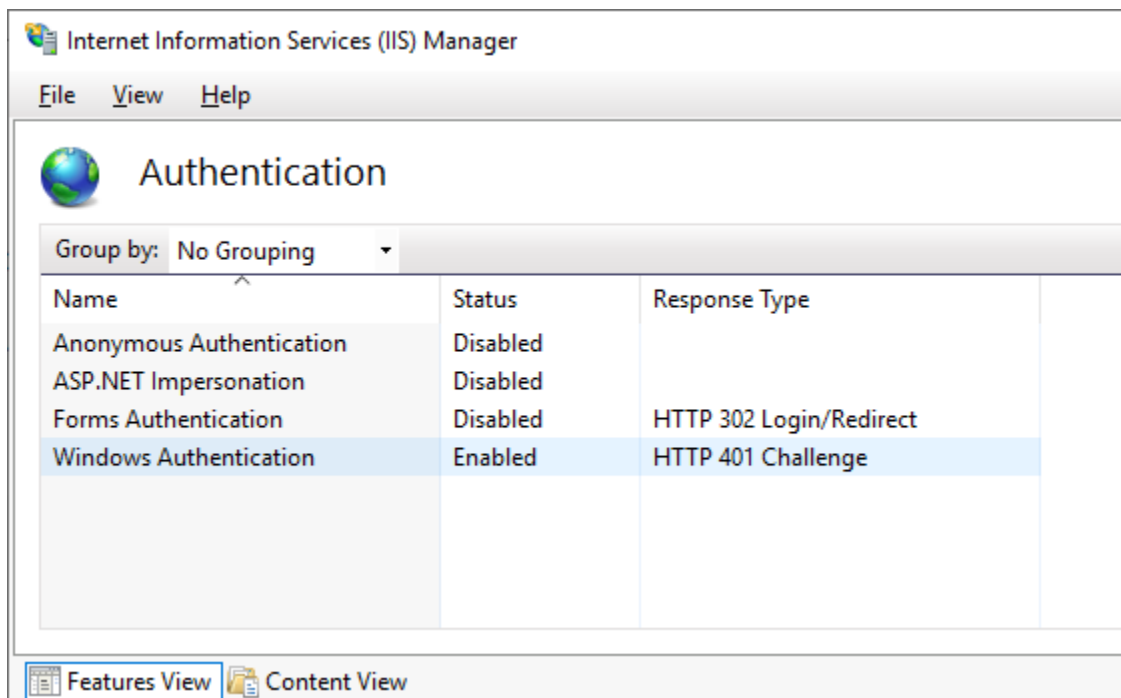 Internet Information Services (IIS) Manager
File View Help
Authentication
Group by: No Grouping
Name Status Response Type
Anonymous Authentication Disabled
ASP.NET Impersonation Disabled
Forms Authentication Disabled HTTP 302 Login/Redirect
Windows Authentication Enabled HTTP 401 Challenge
Features View Content View